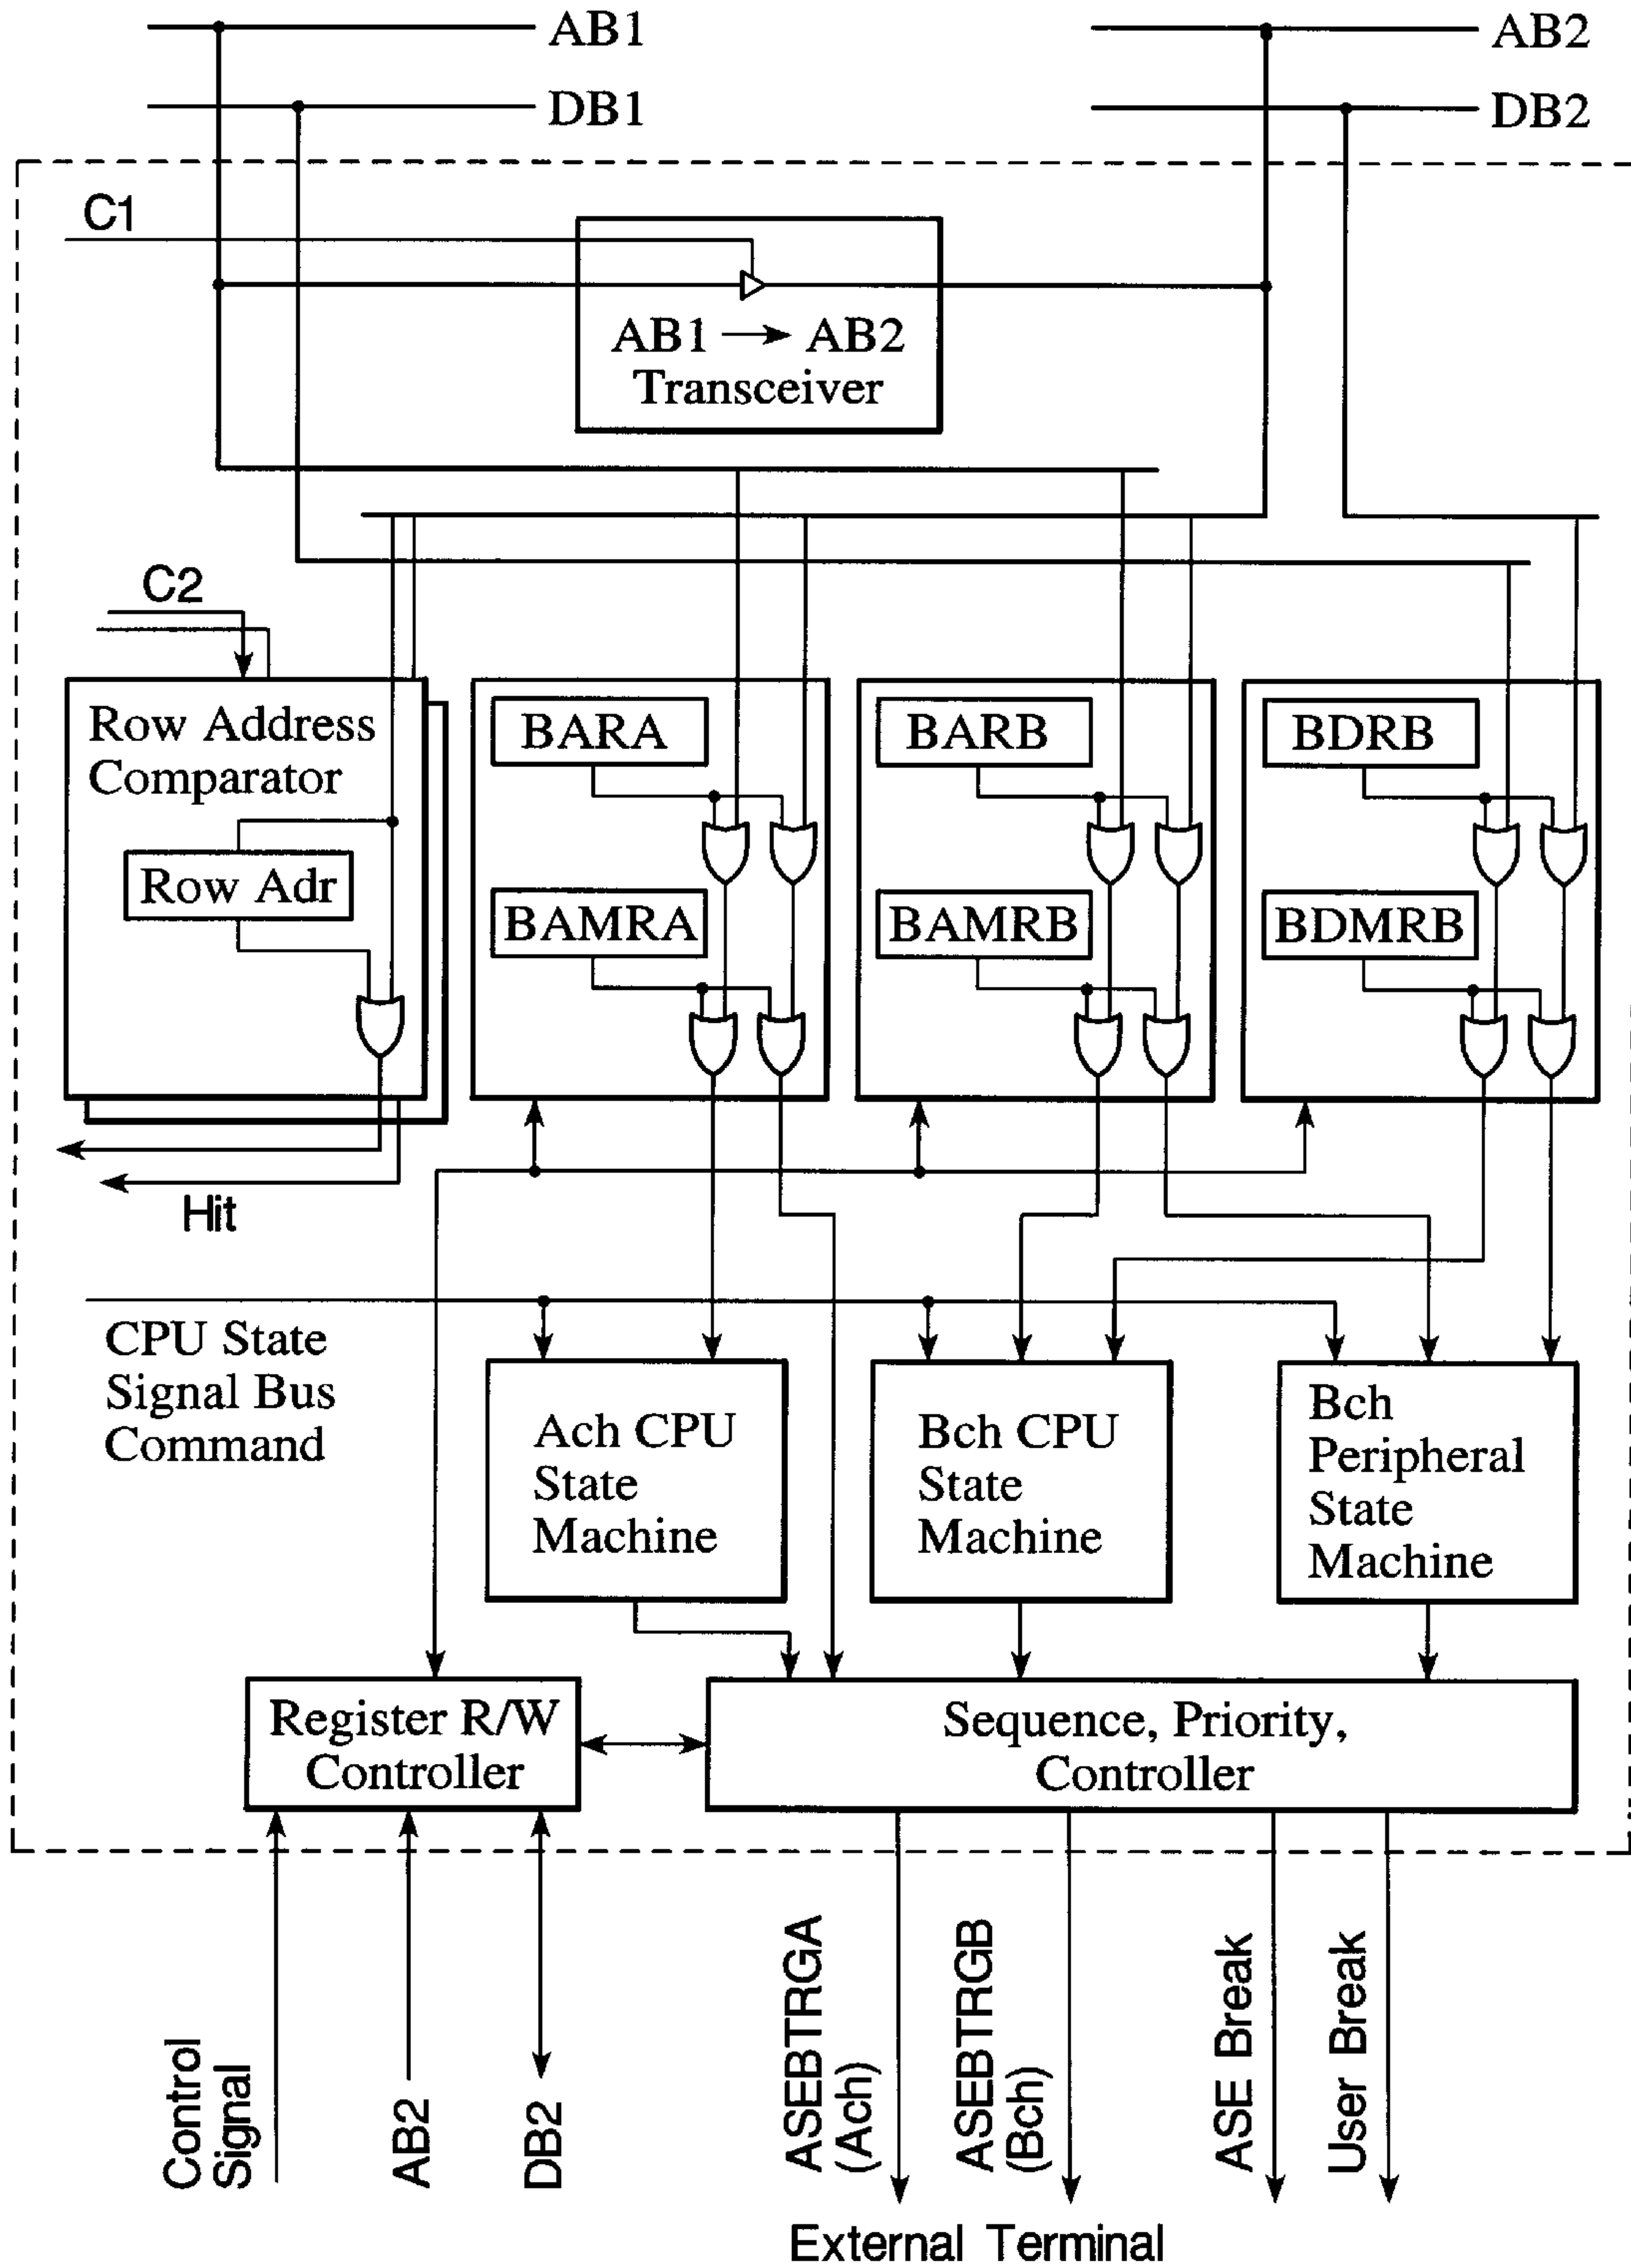 AB1
AB2
DB1
DB2
C1
AB1 → AB2
Transceiver
C2
Row Address
Comparator
Row Adr
BARA
BAMRA
BARB
BAMRB
BDRB
BDMRB
Hit
CPU State
Signal Bus
Command
Ach CPU
State
Machine
Bch CPU
State
Machine
Bch
Peripheral
State
Machine
Register R/W
Controller
Sequence, Priority,
Controller
Control
Signal
AB2
DB2
ASEBTRGA
(Ach)
ASEBTRGB
(Bch)
ASE Break
User Break
External Terminal